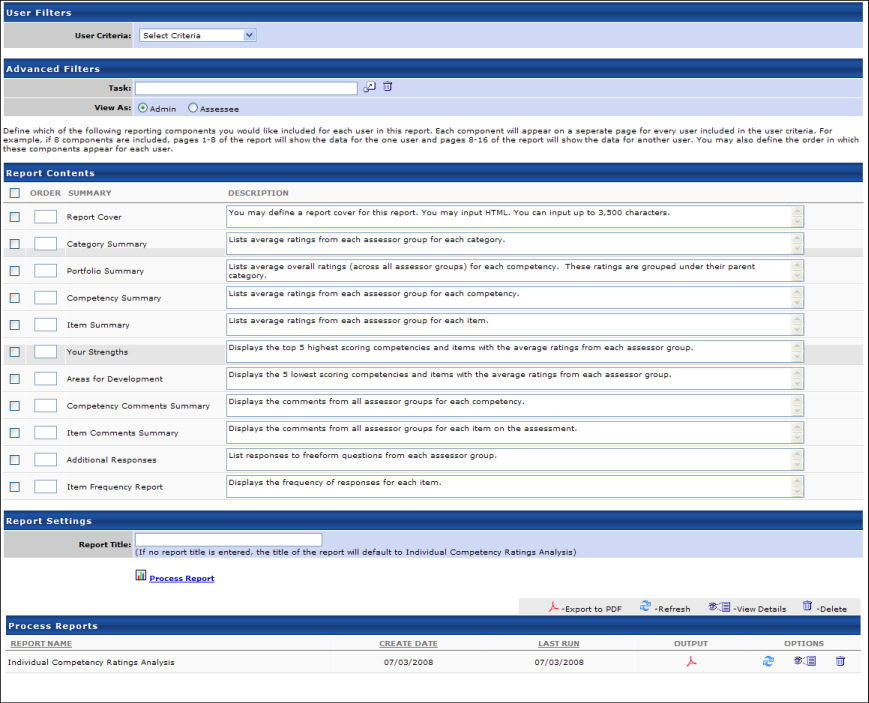 User Filters
User Criteria: Select Criteria
Advanced Filters
Task:
View As: Admin Assessee
Define which of the following reporting components you would like included for each user in this report. Each component will appear on a seperate page for every user included in the user criteria. For
example, if 8 components are included, pages 1-8 of the report will show the data for the one user and pages 8-16 of the report will show the data for another user. You may also define the order in which
these components appear for each user.
Report Contents
ORDER SUMMARY DESCRIPTION
Report Cover You may define a report cover for this report. You may input HTML. You can input up to 3,500 characters.
Category Summary Lists average ratings from each assessor group for each category.
Portfolio Summary Lists average overall ratings (across all assessor groups) for each competency. These ratings are grouped under their parent
category.
Competency Summary Lists average ratings from each assessor group for each competency.
Item Summary Lists average ratings from each assessor group for each item.
Your Strengths Displays the top 5 highest scoring competencies and items with the average ratings from each assessor group.
Areas for Development Displays the 5 lowest scoring competencies and items with the average ratings from each assessor group.
Competency Comments Summary Displays the comments from all assessor groups for each competency.
Item Comments Summary Displays the comments from all assessor groups for each item on the assessment.
Additional Responses List responses to freeform questions from each assessor group.
Item Frequency Report Displays the frequency of responses for each item.
Report Settings
Report Title:
(If no report title is entered, the title of the report will default to Individual Competency Ratings Analysis)
Process Report
-Export to PDF -Refresh -View Details -Delete
Process Reports
REPORT NAME CREATE DATE LAST RUN OUTPUT OPTIONS
Individual Competency Ratings Analysis 07/03/2008 07/03/2008